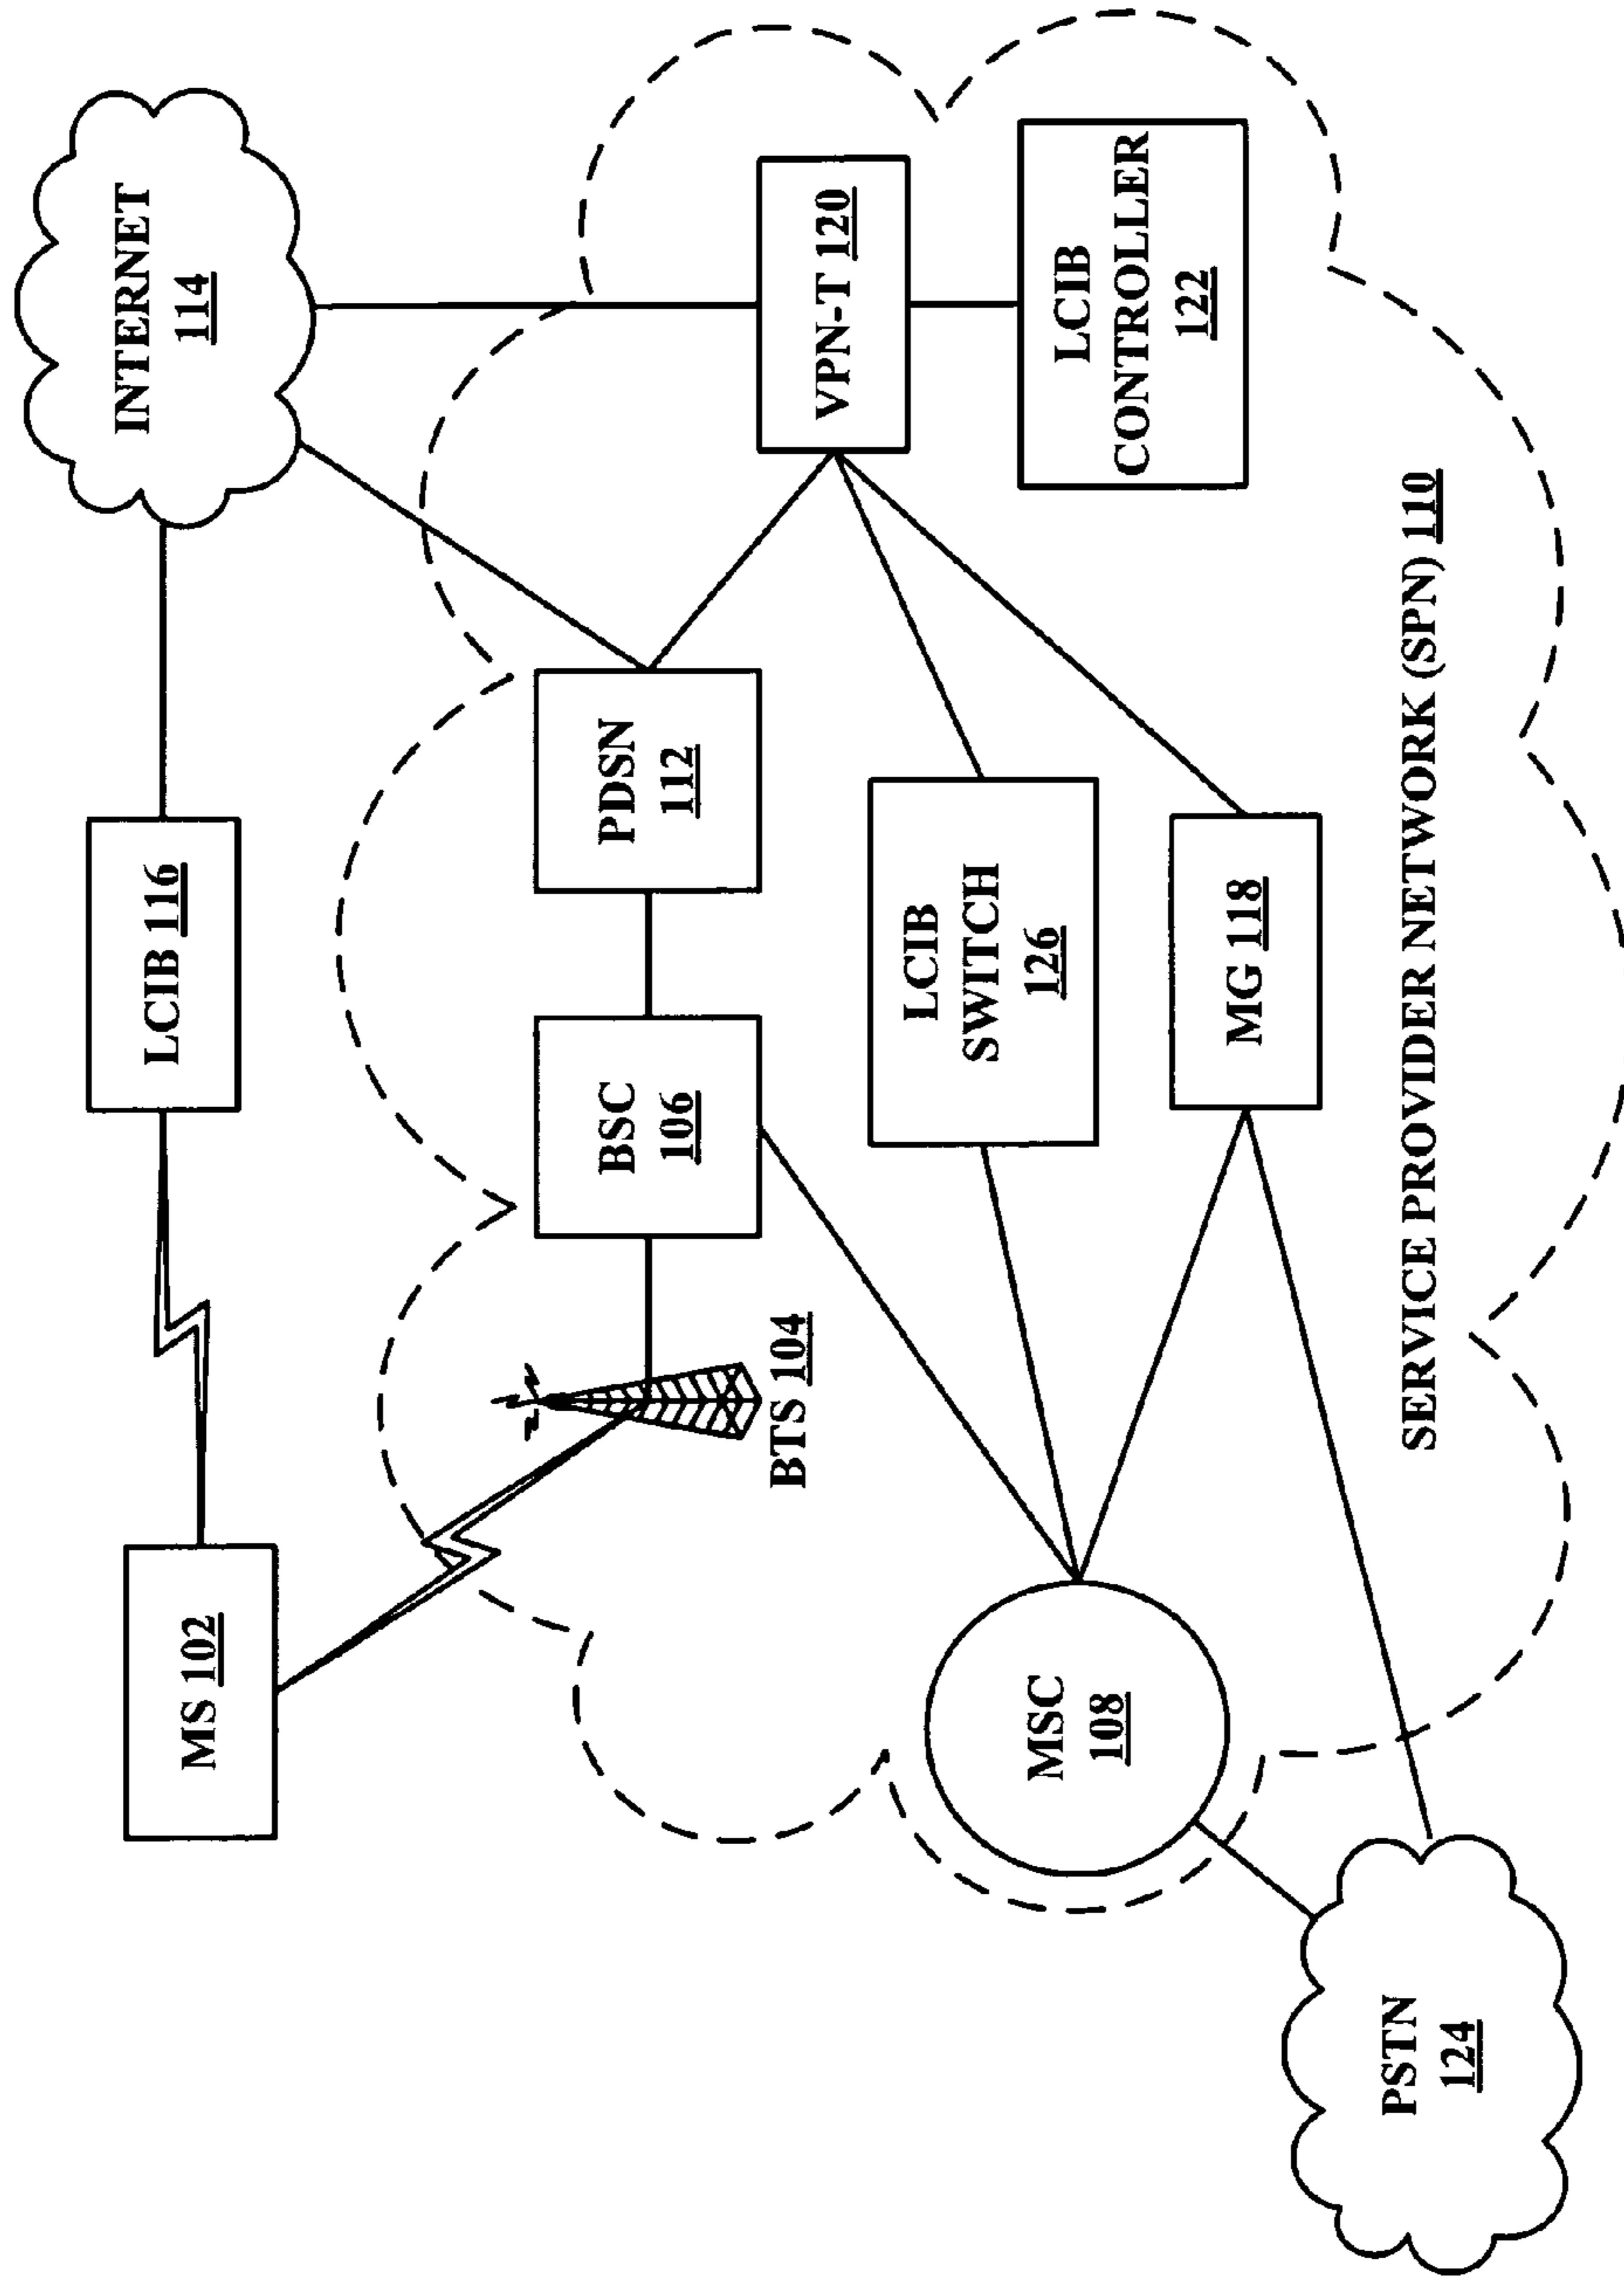 MS 102
LCIB 116
INTERNET
114
BTS 104
BSC
106
PDSN
112
VPN-T 120
MSC
108
LCIB
SWITCH
126
LCIB
CONTROLLER
122
MG 118
PSTN
124
SERVICE PROVIDER NETWORK (SPN) 110